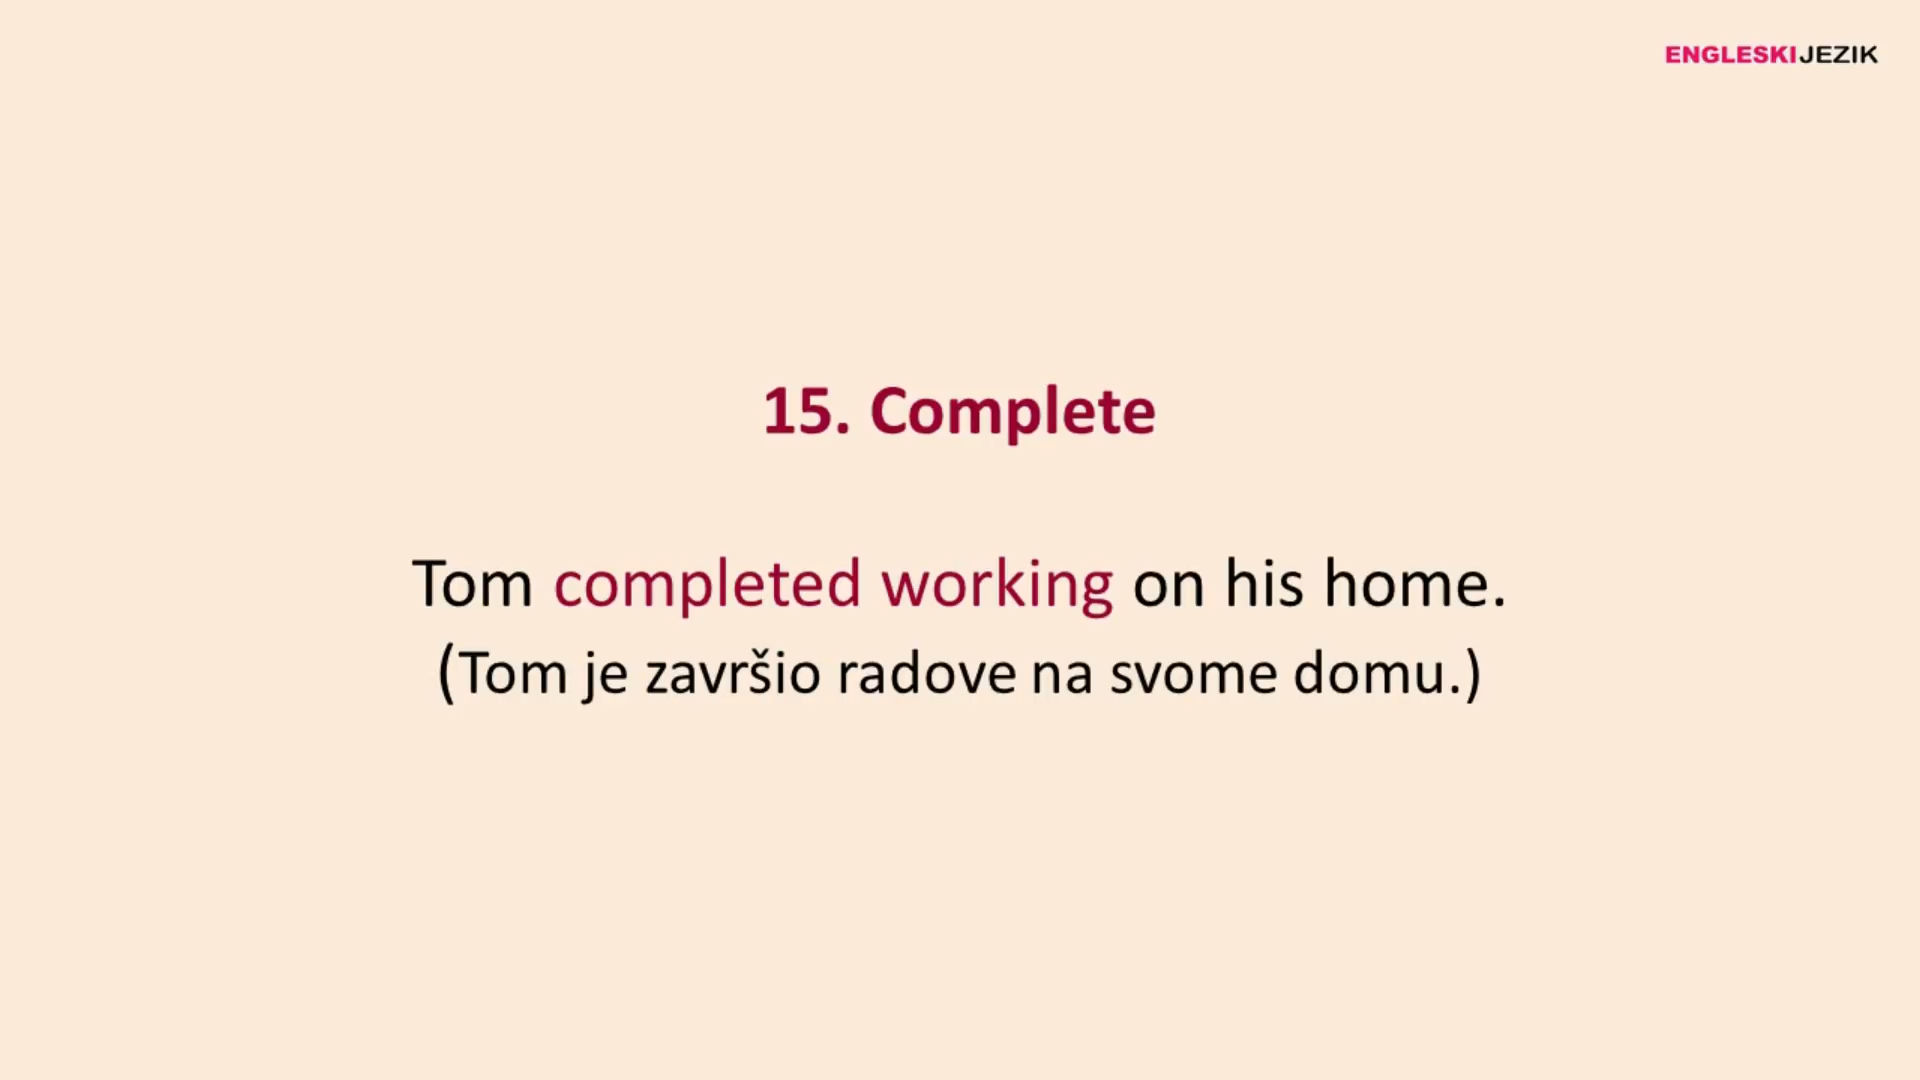 ENGLESKIJEZIK
15. Complete
Tom completed working on his home.
(Tom je završio radove na svome domu.)